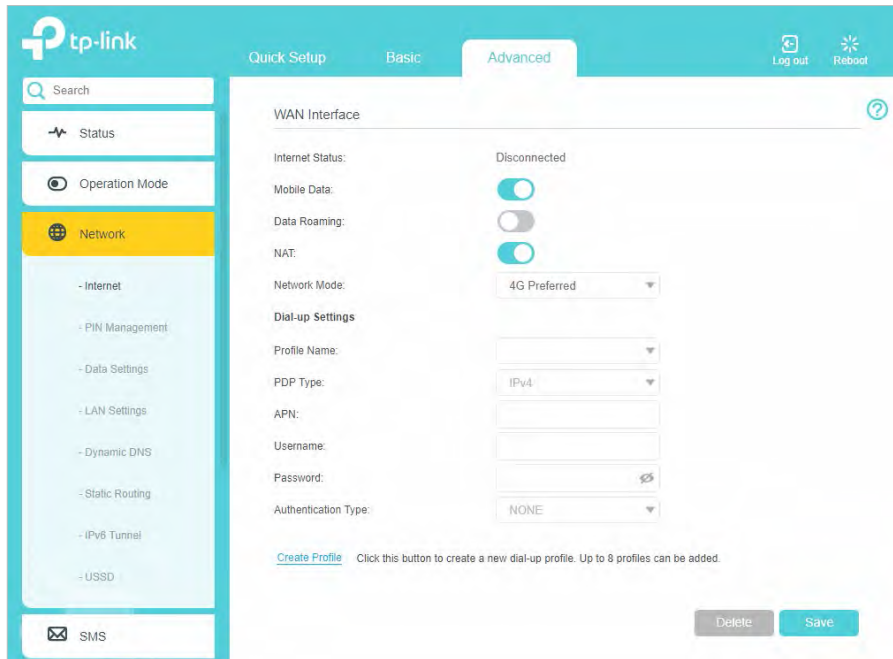 tp-link
Quick Setup
Basic
Advanced
Log out
Reboot
Search
Status
Operation Mode
Network
- Internet
- PIN Management
- Data Settings
- LAN Settings
- Dynamic DNS
- Static Routing
- IPv6 Tunnel
- USSD
SMS
WAN Interface
?
Internet Status: Disconnected
Mobile Data:
Data Roaming:
NAT:
Network Mode: 4G Preferred
Dial-up Settings
Profile Name:
PDP Type: IPv4
APN:
Username:
Password:
Authentication Type: NONE
Create Profile Click this button to create a new dial-up profile. Up to 8 profiles can be added.
Delete Save